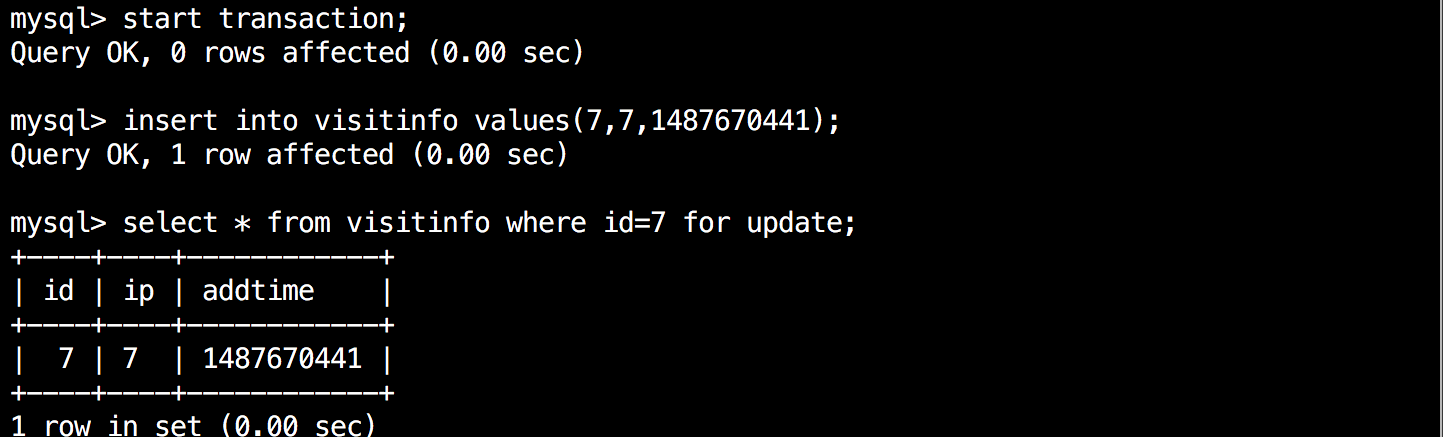 mysql> start transaction;
Query OK, 0 rows affected (0.00 sec)
mysql> insert into visitinfo values(7,7,1487670441);
Query OK, 1 row affected (0.00 sec)
mysql> select * from visitinfo where id=7 for update;
+----+----+------------+
| id | ip | addtime    |
+----+----+------------+
|  7 | 7  | 1487670441 |
+----+----+------------+
1 row in set (0.00 sec)